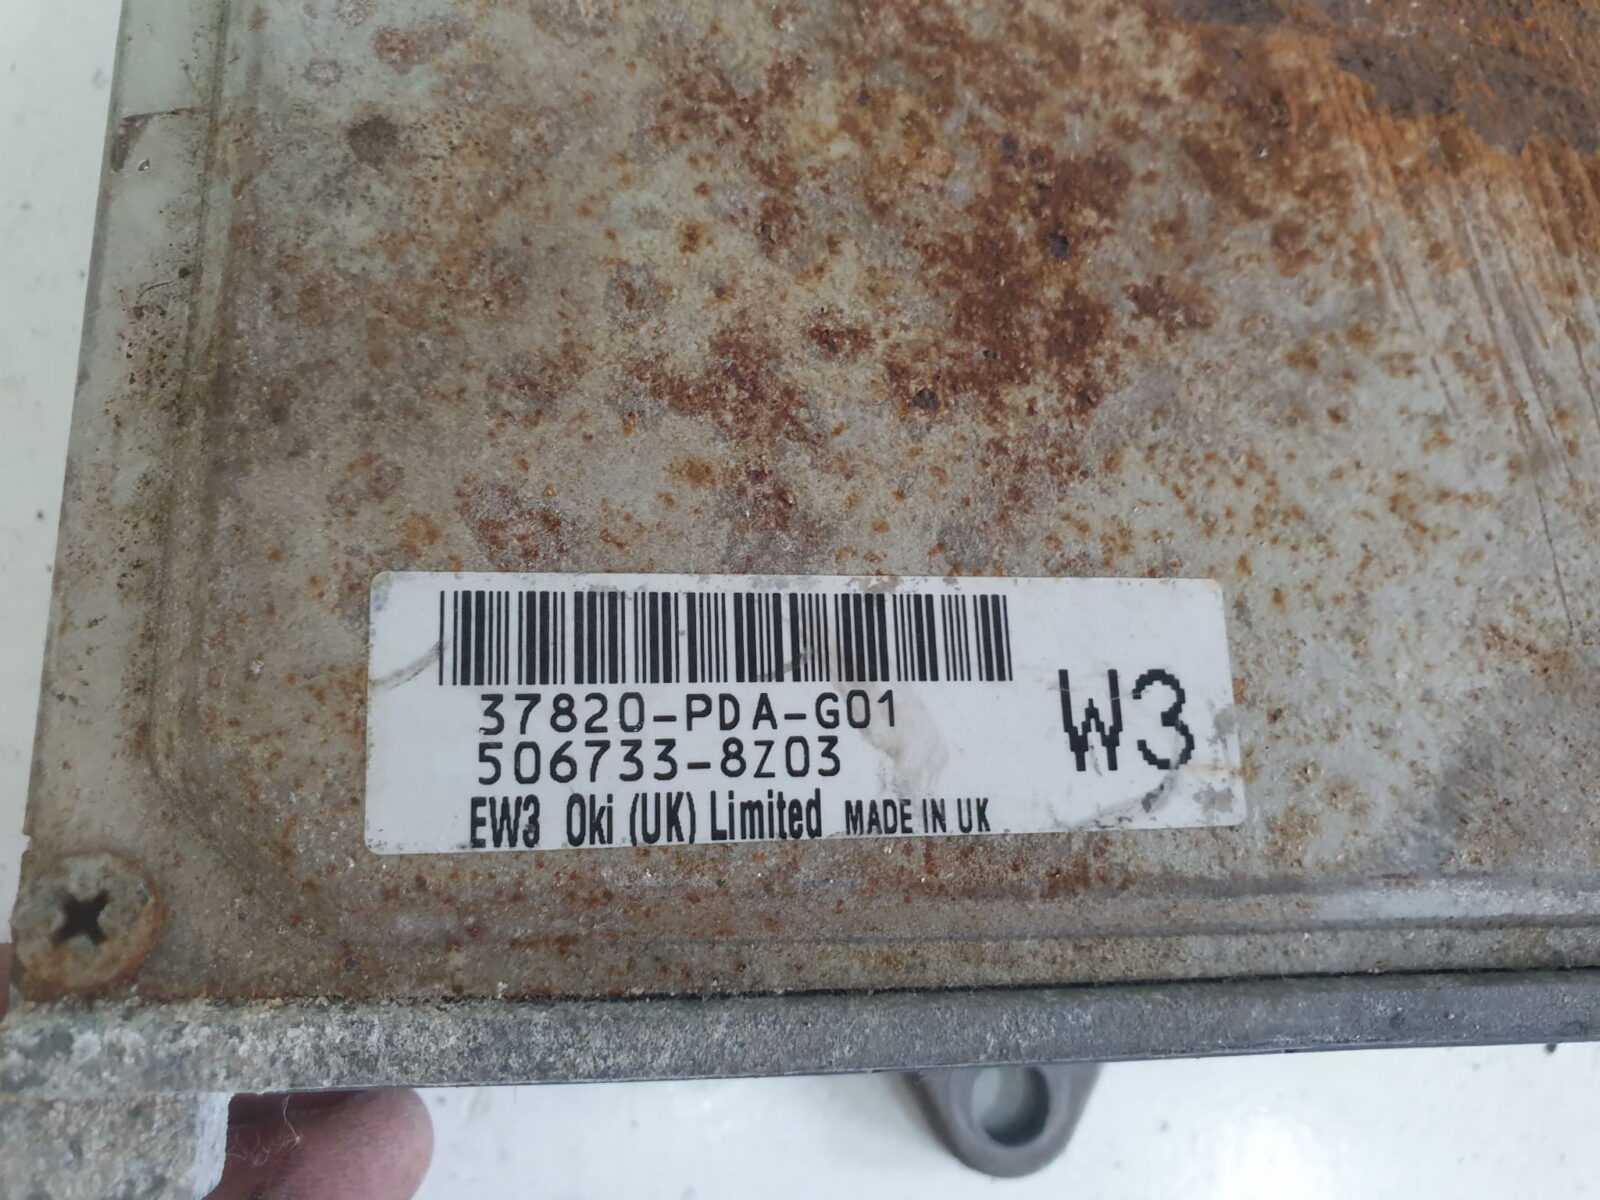 37820-PDA-G01
506733-8Z03
W3
EW3 Oki (UK) Limited MADE IN UK